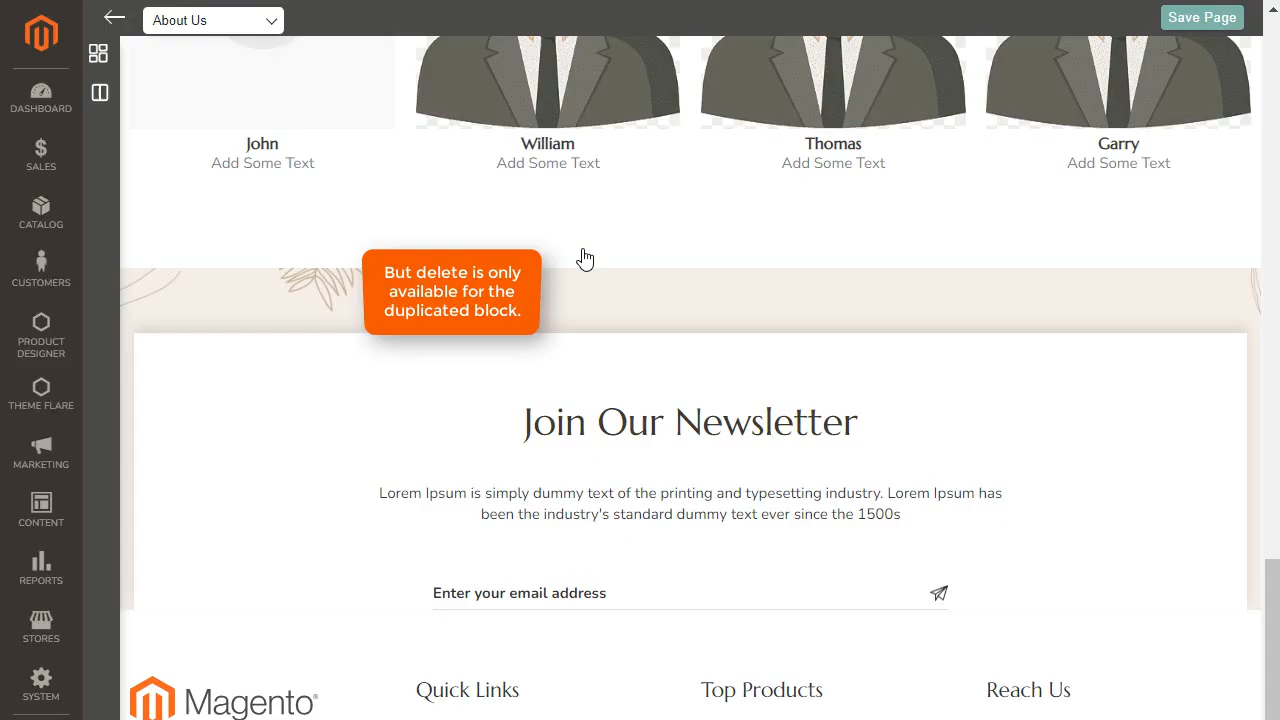 About Us
Save Page
DASHBOARD
SALES
CATALOG
CUSTOMERS
PRODUCT
DESIGNER
THEME FLARE
MARKETING
CONTENT
REPORTS
STORES
SYSTEM
John
William
Thomas
Garry
Add Some Text
Add Some Text
Add Some Text
Add Some Text
But delete is only
available for the
duplicated block.
Join Our Newsletter
Lorem Ipsum is simply dummy text of the printing and typesetting industry. Lorem Ipsum has
been the industry's standard dummy text ever since the 1500s
Enter your email address
Magento
Quick Links
Top Products
Reach Us